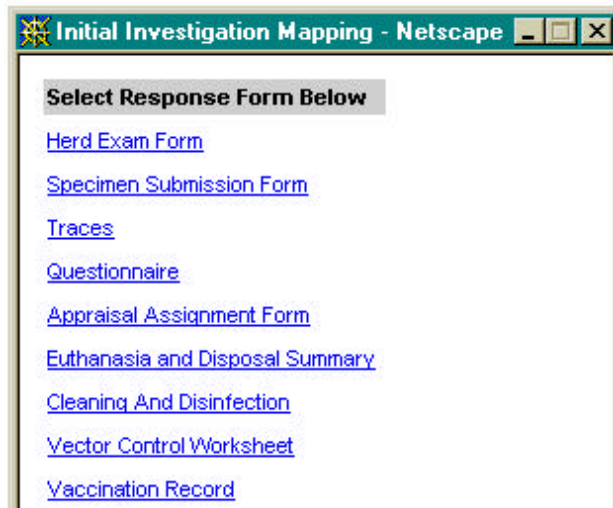 Initial Investigation Mapping - Netscape
Select Response Form Below
Herd Exam Form
Specimen Submission Form
Traces
Questionnaire
Appraisal Assignment Form
Euthanasia and Disposal Summary
Cleaning And Disinfection
Vector Control Worksheet
Vaccination Record